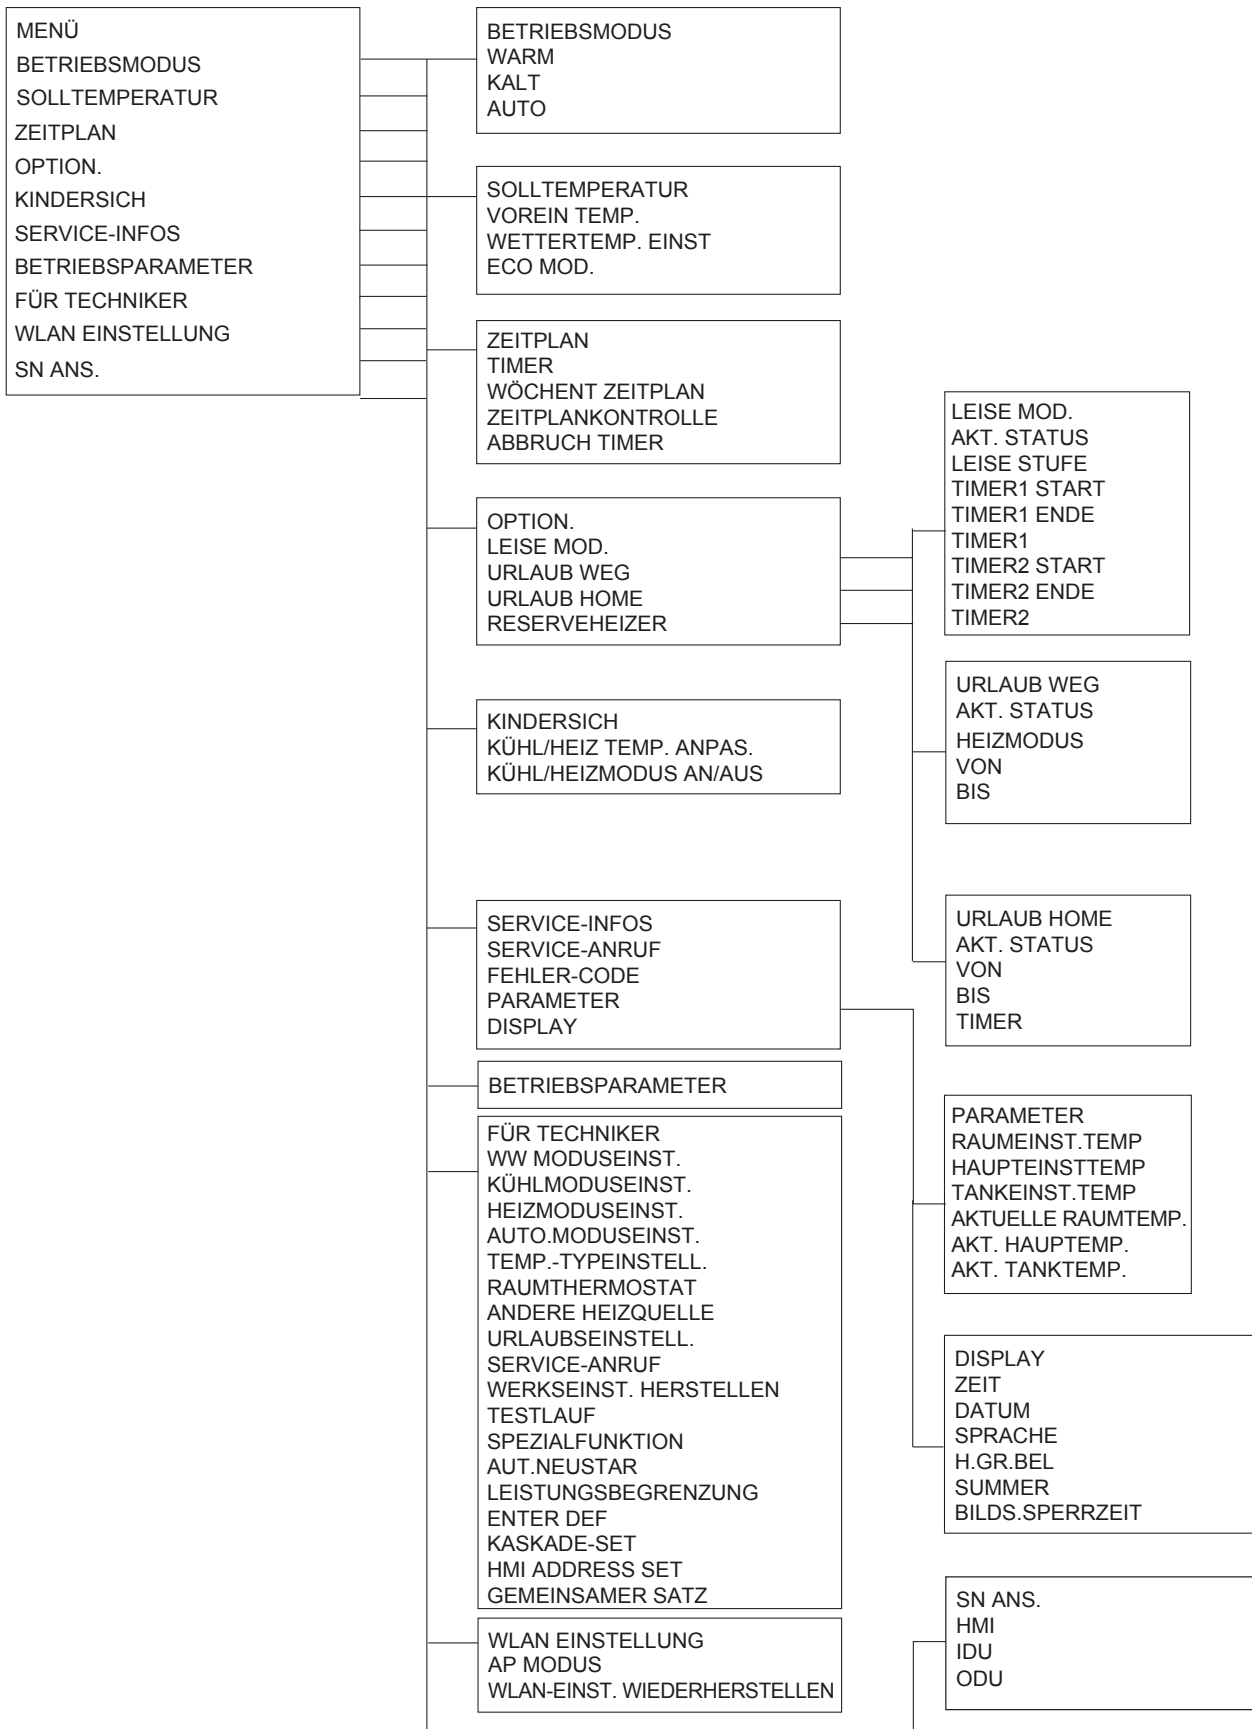 MENÜ
BETRIEBSMODUS
SOLLTEMPERATUR
ZEITPLAN
OPTION.
KINDERSICH
SERVICE-INFOS
BETRIEBSPARAMETER
FÜR TECHNIKER
WLAN EINSTELLUNG
SN ANS.
BETRIEBSMODUS
WARM
KALT
AUTO
SOLLTEMPERATUR
VOREIN TEMP.
WETTERTEMP. EINST
ECO MOD.
ZEITPLAN
TIMER
WÖCHENT ZEITPLAN
ZEITPLANKONTROLLE
ABBRUCH TIMER
OPTION.
LEISE MOD.
URLAUB WEG
URLAUB HOME
RESERVEHEIZER
KINDERSICH
KÜHL/HEIZ TEMP. ANPAS.
KÜHL/HEIZMODUS AN/AUS
SERVICE-INFOS
SERVICE-ANRUF
FEHLER-CODE
PARAMETER
DISPLAY
BETRIEBSPARAMETER
FÜR TECHNIKER
WW MODUSEINST.
KÜHLMODUSEINST.
HEIZMODUSEINST.
AUTO.MODUSEINST.
TEMP.-TYPEINSTELL.
RAUMTHERMOSTAT
ANDERE HEIZQUELLE
URLAUBSEINSTELL.
SERVICE-ANRUF
WERKSEINST. HERSTELLEN
TESTLAUF
SPEZIALFUNKTION
AUT.NEUSTAR
LEISTUNGSBEGRENZUNG
ENTER DEF
KASKADE-SET
HMI ADDRESS SET
GEMEINSAMER SATZ
WLAN EINSTELLUNG
AP MODUS
WLAN-EINST. WIEDERHERSTELLEN
LEISE MOD.
AKT. STATUS
LEISE STUFE
TIMER1 START
TIMER1 ENDE
TIMER1
TIMER2 START
TIMER2 ENDE
TIMER2
URLAUB WEG
AKT. STATUS
HEIZMODUS
VON
BIS
URLAUB HOME
AKT. STATUS
VON
BIS
TIMER
PARAMETER
RAUMEINST.TEMP
HAUPTEINSTTEMP
TANKEINST.TEMP
AKTUELLE RAUMTEMP.
AKT. HAUPTEMP.
AKT. TANKTEMP.
DISPLAY
ZEIT
DATUM
SPRACHE
H.GR.BEL
SUMMER
BILDS.SPERRZEIT
SN ANS.
HMI
IDU
ODU